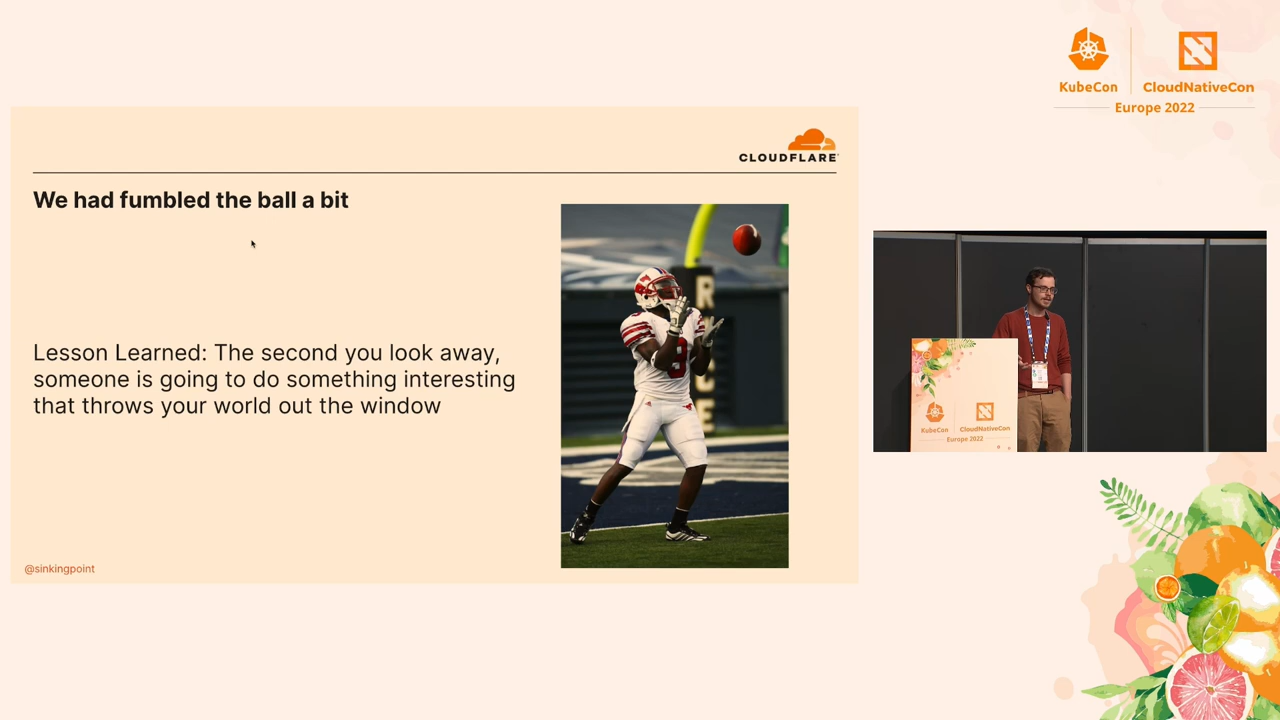 KubeCon
CloudNativeCon
Europe 2022
CLOUDFLARE
We had fumbled the ball a bit
Lesson Learned: The second you look away,
someone is going to do something interesting
that throws your world out the window
@sinkingpoint
KubeCon
CloudNativeCon
Europe 2022